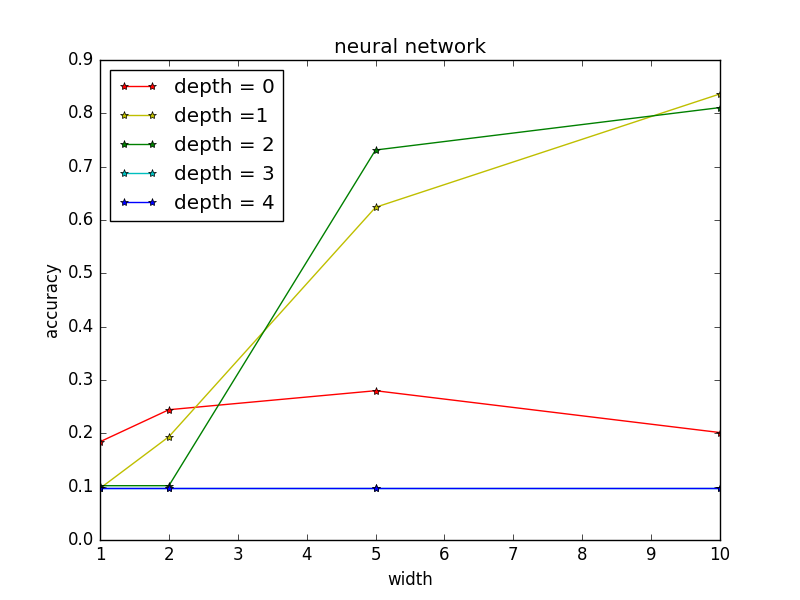 neural network
0.9
0.8
0.7
0.6
0.5
0.4
0.3
0.2
0.1
0.0
accuracy
depth = 0
depth =1
depth = 2
depth = 3
depth = 4
1 2 3 4 5 6 7 8 9 10
width